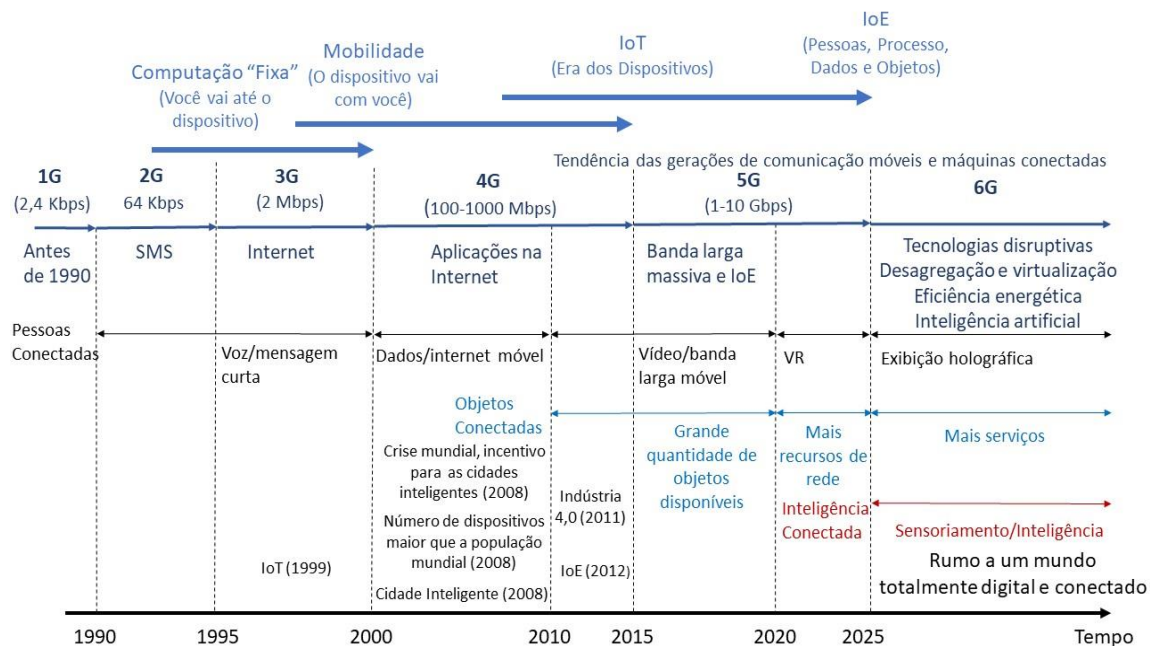 IoE
(Pessoas, Processo,
Dados e Objetos)
IoT
(Era dos Dispositivos)
Mobilidade
(O dispositivo vai
com você)
Computação “Fixa”
(Você vai até o
dispositivo)
Tendência das gerações de comunicação móveis e máquinas conectadas
1G
(2,4 Kbps)
2G
64 Kbps
3G
(2 Mbps)
4G
(100-1000 Mbps)
5G
(1-10 Gbps)
6G
Antes
de 1990
SMS
Internet
Aplicações na
Internet
Banda larga
massiva e IoE
Tecnologias disruptivas
Desagregação e virtualização
Eficiência energética
Inteligência artificial
Pessoas
Conectadas
Voz/mensagem
curta
Dados/internet móvel
Vídeo/banda
larga móvel
VR
Exibição holográfica
Objetos
Conectadas
Grande
quantidade de
objetos
disponíveis
Mais
recursos de
rede
Mais serviços
Crise mundial, incentivo
para as cidades
inteligentes (2008)
Número de dispositivos
maior que a população
mundial (2008)
Cidade Inteligente (2008)
IoT (1999)
Indústria
4,0 (2011)
IoE (2012)
Inteligência
Conectada
Sensoriamento/Inteligência
Rumo a um mundo
totalmente digital e conectado
1990
1995
2000
2010
2015
2020
2025
Tempo